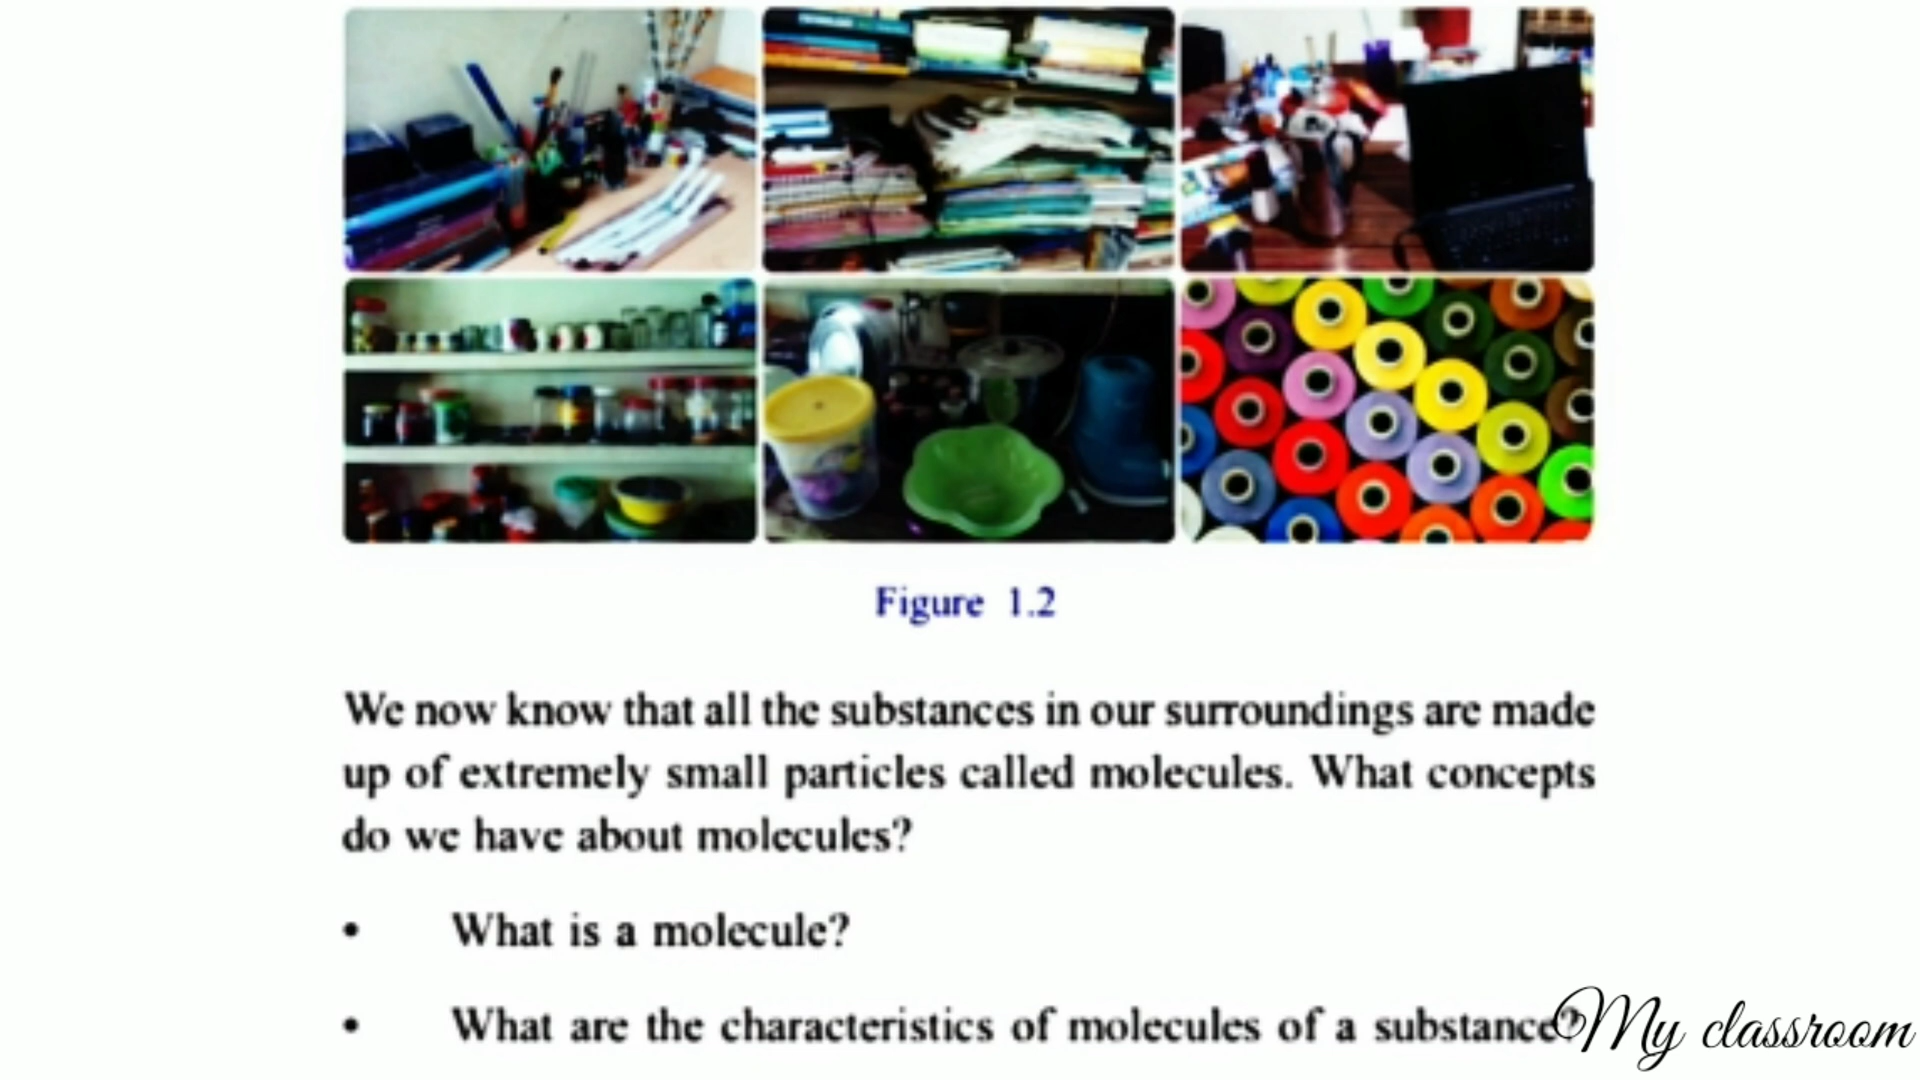 Figure 1.2
We now know that all the substances in our surroundings are made
up of extremely small particles called molecules. What concepts
do we have about molecules?
• What is a molecule?
• What are the characteristics of molecules of a substance?
My classroom